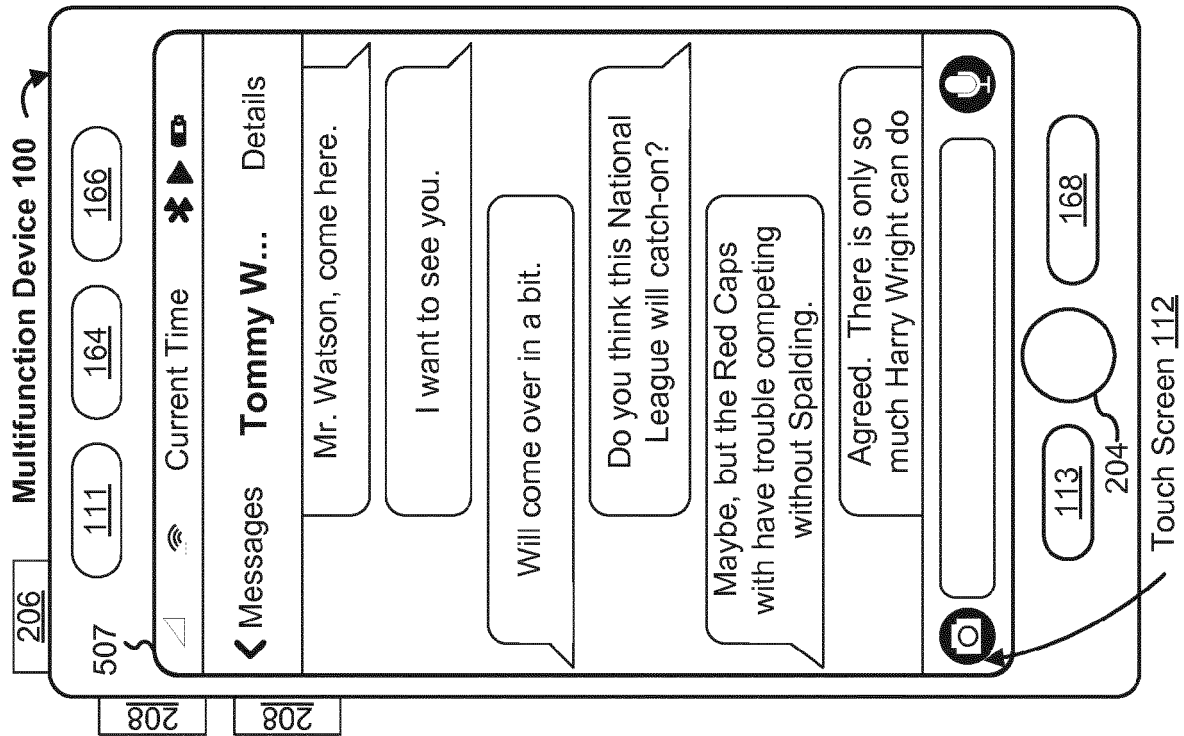 Multifunction Device 100
206
111
164
166
507
208
208
Current Time
Messages
Tommy W...
Details
Mr. Watson, come here.
I want to see you.
Will come over in a bit.
Do you think this National
League will catch-on?
Maybe, but the Red Caps
with have trouble competing
without Spalding.
Agreed. There is only so
much Harry Wright can do
113
204
168
Touch Screen 112